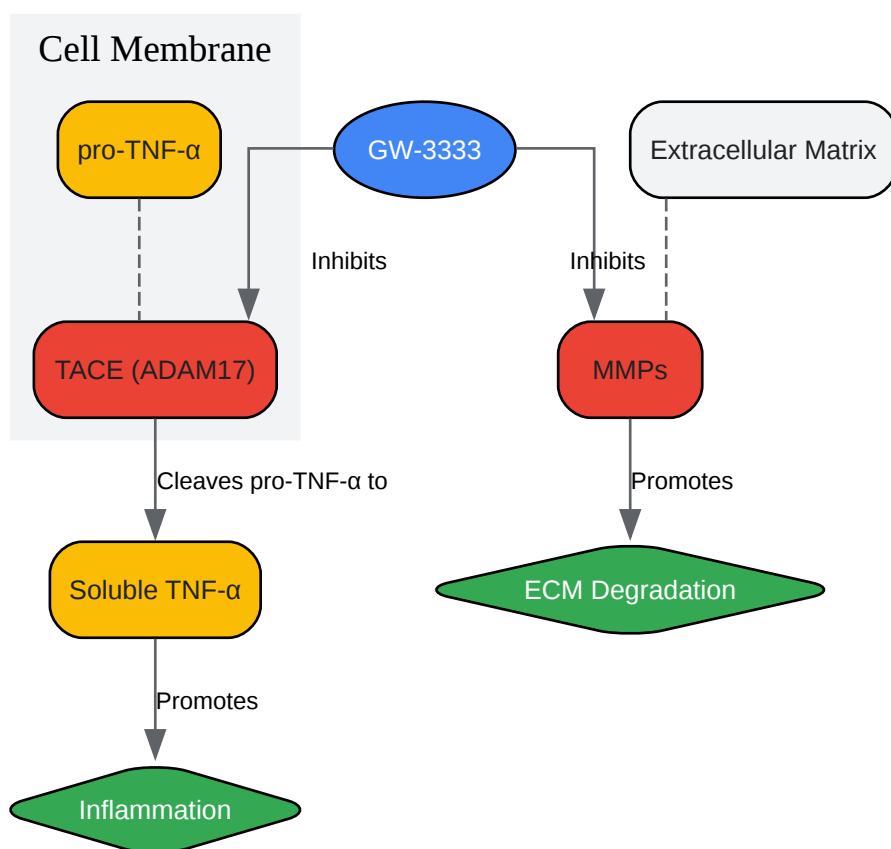 Cell Membrane
pro-TNF-α
GW-3333
Extracellular Matrix
Inhibits
Inhibits
TACE (ADAM17)
MMPs
Cleaves pro-TNF-α to
Promotes
Soluble TNF-α
ECM Degradation
Promotes
Inflammation